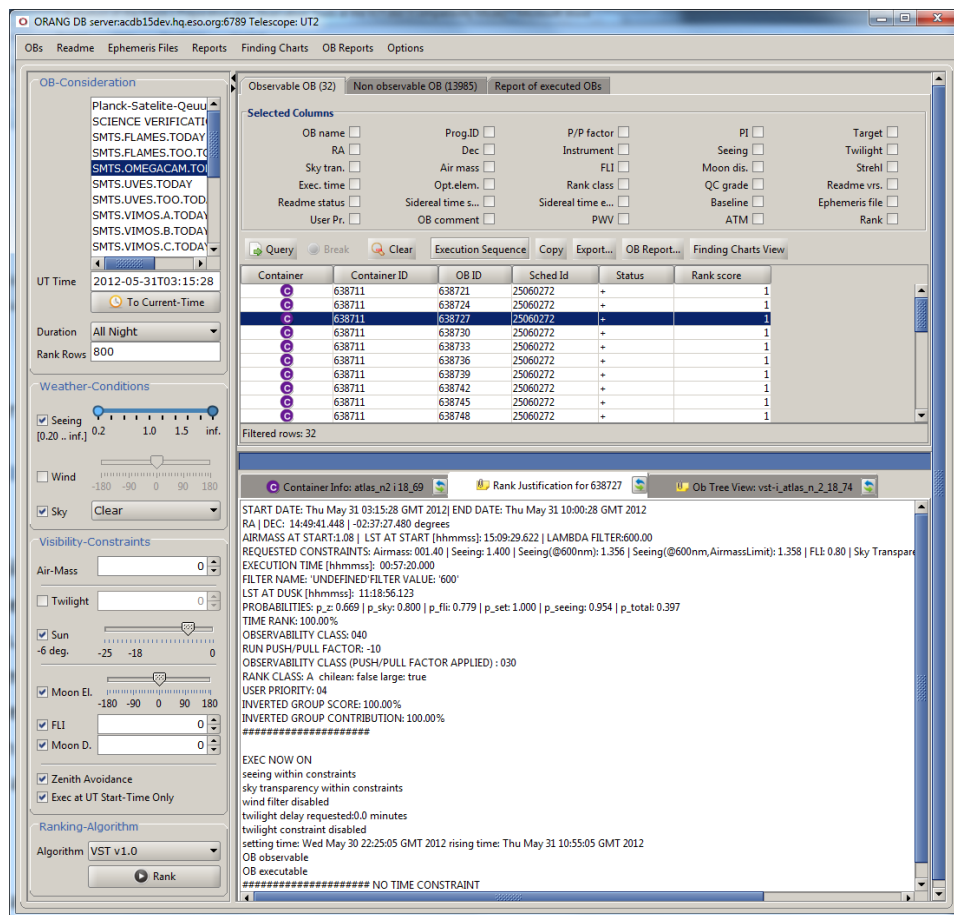 ORANG DB server:acdb15dev.hq.eso.org:6789 Telescope: UT2
OBs Readme Ephemeris Files Reports Finding Charts OB Reports Options
OB-Consideration
Planck-Satelite-Qeuu
SCIENCE VERIFICATI
SMTS.FLAMES.TODAY
SMTS.FLAMES.TOO.TO
SMTS.OMEGACAM.TO
SMTS.UVES.TODAY
SMTS.UVES.TOO.TOD
SMTS.VIMOS.A.TODAY
SMTS.VIMOS.B.TODAY
SMTS.VIMOS.C.TODAY
UT Time 2012-05-31T03:15:28
To Current-Time
Duration All Night
Rank Rows 800
Weather-Conditions
Seeing
[0.20 .. inf.] 0.2 1.0 1.5 inf.
Wind
-180 -90 0 90 180
Sky Clear
Visibility-Constraints
Air-Mass 0
Twilight 0
Sun
-6 deg. -25 -18 0
Moon El.
-180 -90 0 90 180
FLI 0
Moon D. 0
Zenith Avoidance
Exec at UT Start-Time Only
Ranking-Algorithm
Algorithm VST v1.0
Rank
Observable OB (32) Non observable OB (13985) Report of executed OBs
Selected Columns
OB name Prog.ID P/P factor PI Target
RA Dec Instrument Seeing Twilight
Sky tran. Air mass FLI Moon dis. Strehl
Exec. time Opt.elem. Rank class QC grade Readme vrs.
Readme status Sidereal time s... Sidereal time e... Baseline Ephemeris file
User Pr. OB comment PWV ATM Rank
Query Break Clear Execution Sequence Copy Export... OB Report... Finding Charts View
Container Container ID OB ID Sched Id Status Rank score
C 638711 638721 25060272 + 1
C 638711 638724 25060272 + 1
C 638711 638727 25060272 + 1
C 638711 638730 25060272 + 1
C 638711 638733 25060272 + 1
C 638711 638736 25060272 + 1
C 638711 638739 25060272 + 1
C 638711 638742 25060272 + 1
C 638711 638745 25060272 + 1
C 638711 638748 25060272 + 1
Filtered rows: 32
C Container Info: atlas_n2 i 18_69 Rank Justification for 638727 Ob Tree View: vst-i_atlas_n_2_18_74
START DATE: Thu May 31 03:15:28 GMT 2012| END DATE: Thu May 31 10:00:28 GMT 2012
RA | DEC: 14:49:41.448 | -02:37:27.480 degrees
AIRMASS AT START:1.08 | LST AT START [hhmmss]: 15:09:29.622 | LAMBDA FILTER:600.00
REQUESTED CONSTRAINTS: Airmass: 001.40 | Seeing: 1.400 | Seeing(@600nm): 1.356 | Seeing(@600nm,AirmassLimit): 1.358 | FLI: 0.80 | Sky Transpare
EXECUTION TIME [hhmmss]: 00:57:20.000
FILTER NAME: 'UNDEFINED'FILTER VALUE: '600'
LST AT DUSK [hhmmss]: 11:18:56.123
PROBABILITIES: p_z: 0.669 | p_sky: 0.800 | p_fli: 0.779 | p_set: 1.000 | p_seeing: 0.954 | p_total: 0.397
TIME RANK: 100.00%
OBSERVABILITY CLASS: 040
RUN PUSH/PULL FACTOR: -10
OBSERVABILITY CLASS (PUSH/PULL FACTOR APPLIED) : 030
RANK CLASS: A chilean: false large: true
USER PRIORITY: 04
INVERTED GROUP SCORE: 100.00%
INVERTED GROUP CONTRIBUTION: 100.00%
#####################
EXEC NOW ON
seeing within constraints
sky transparency within constraints
wind filter disabled
twilight delay requested:0.0 minutes
twilight constraint disabled
setting time: Wed May 30 22:25:05 GMT 2012 rising time: Thu May 31 10:55:05 GMT 2012
OB observable
OB executable
##################### NO TIME CONSTRAINT